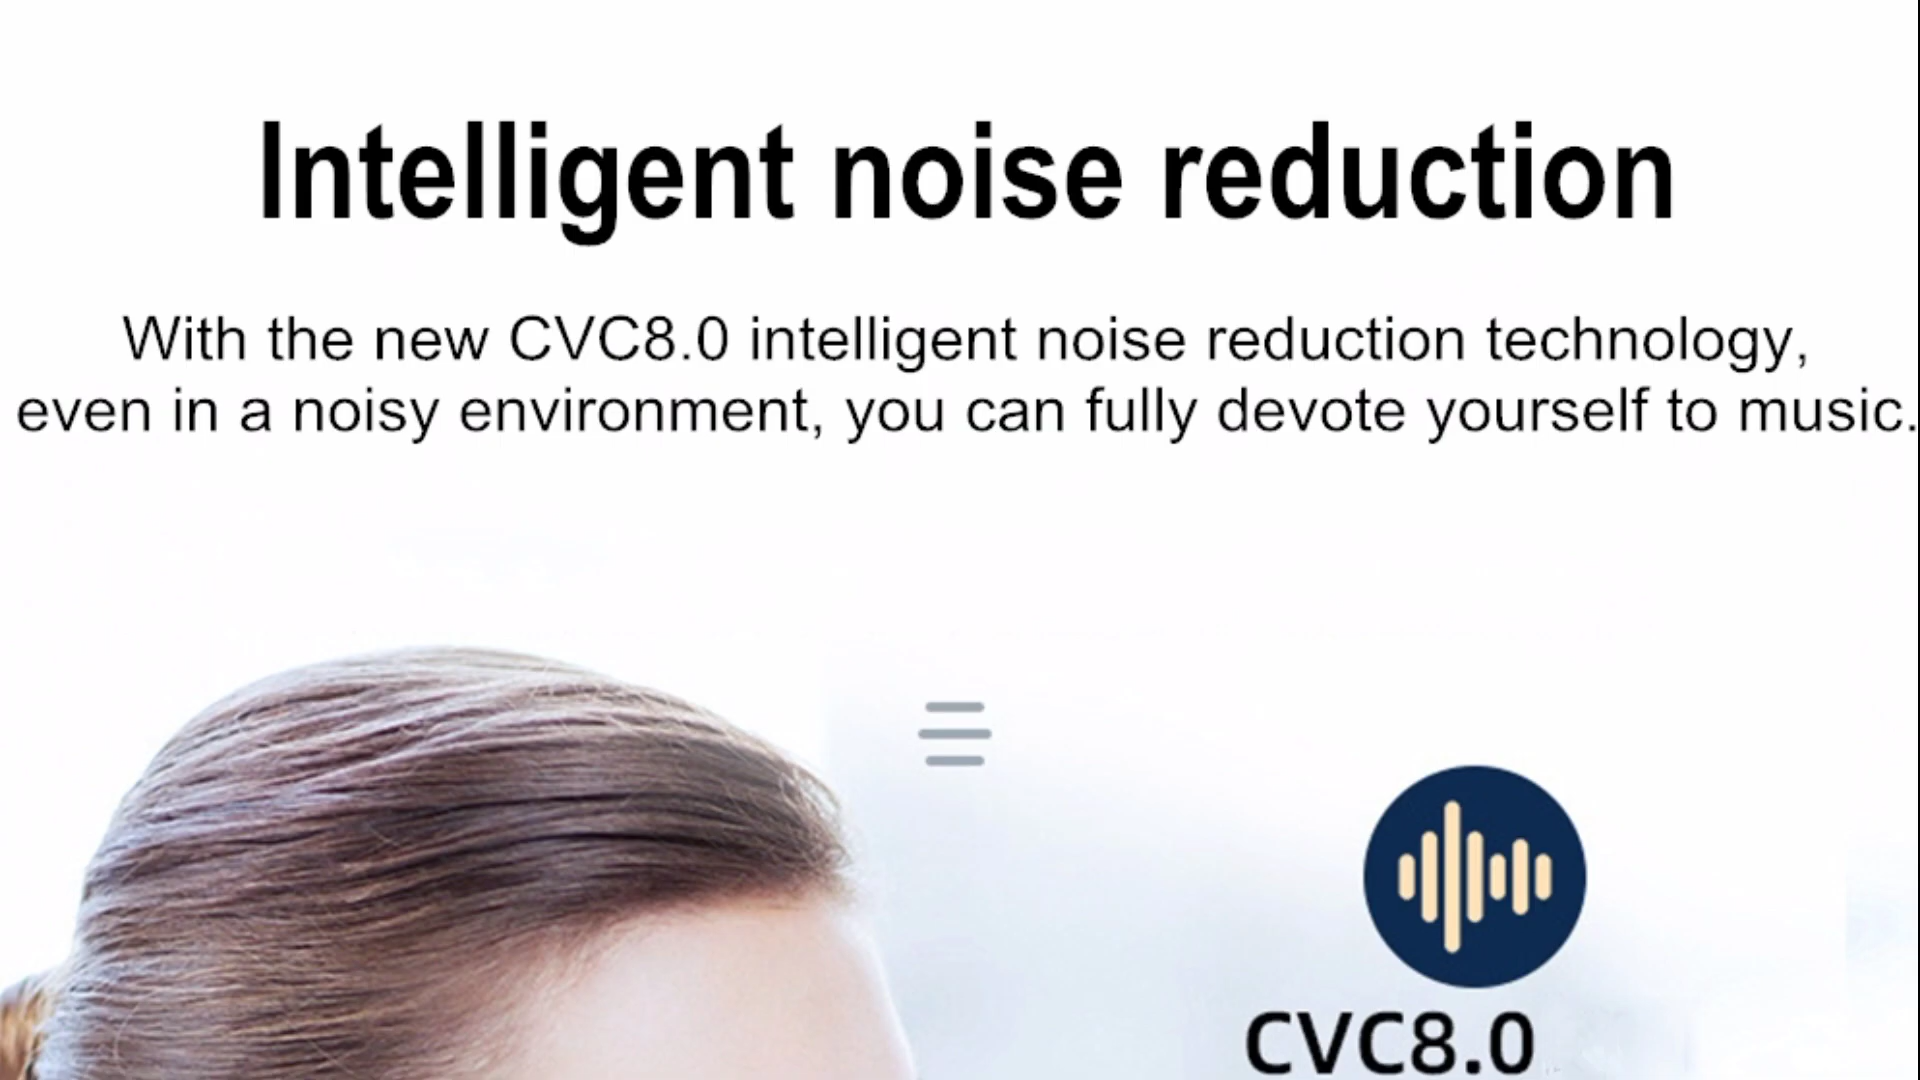 Intelligent noise reduction
With the new CVC8.0 intelligent noise reduction technology,
even in a noisy environment, you can fully devote yourself to music.
CVC8.0